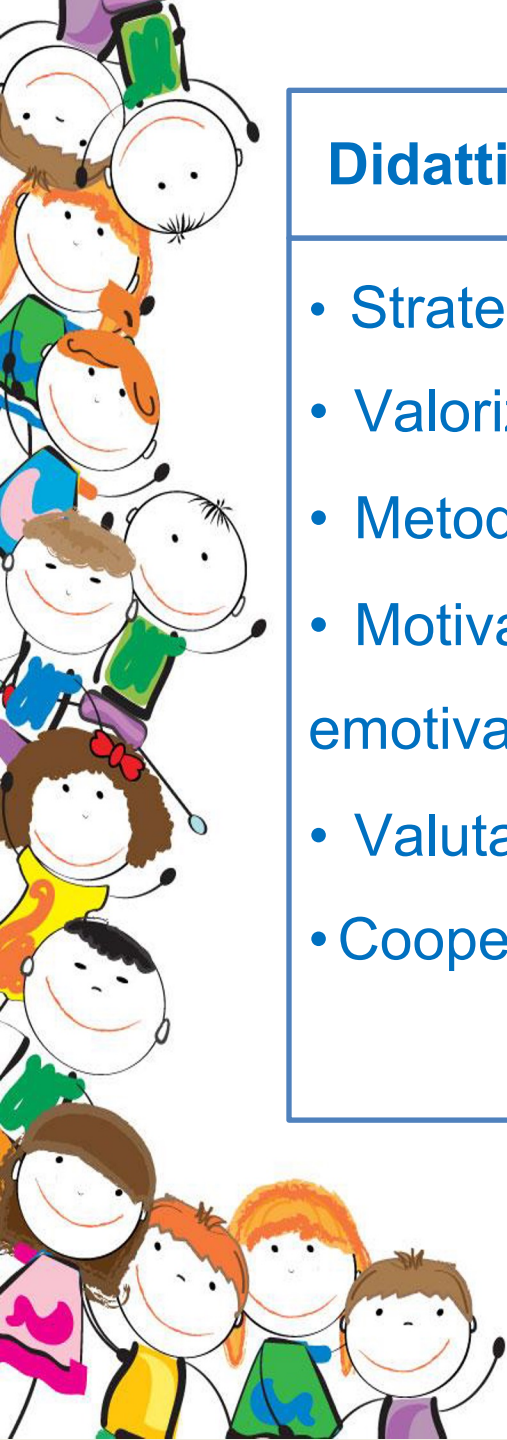 Didatti
• Strate
• Valori
• Metod
• Motiva
emotiva
• Valuta
• Coope